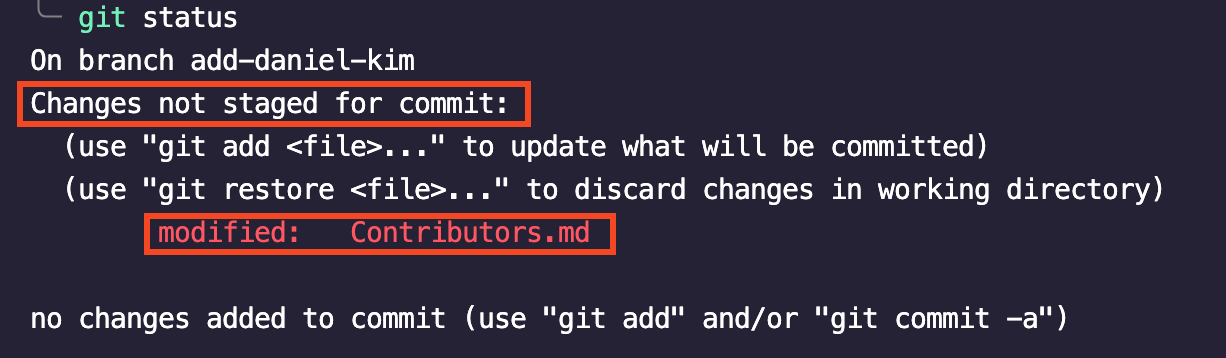 git status
On branch add-daniel-kim
Changes not staged for commit:
(use "git add <file>..." to update what will be committed)
(use "git restore <file>..." to discard changes in working directory)
modified:   Contributors.md
no changes added to commit (use "git add" and/or "git commit -a")